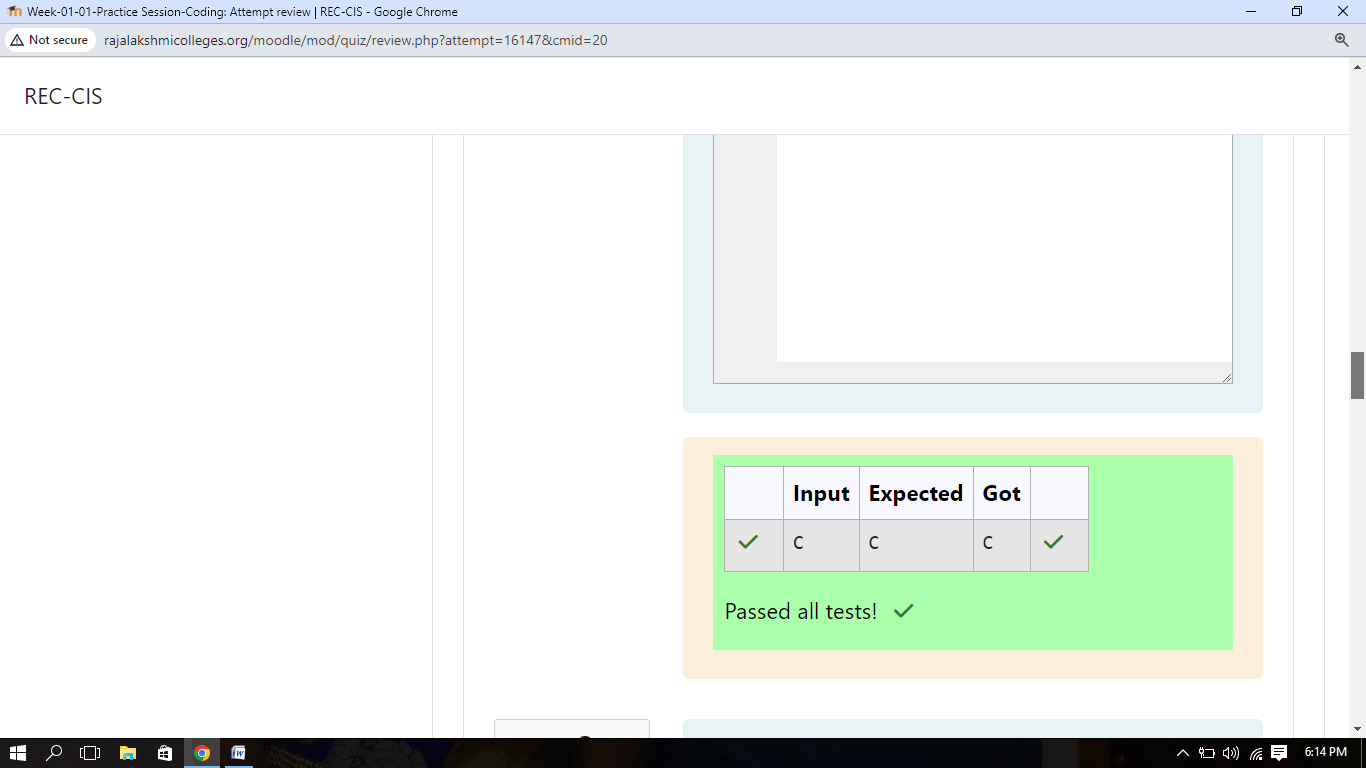 Week-01-01-Practice Session-Coding: Attempt review | REC-CIS - Google Chrome
Not secure rajalakshmicolleges.org/moodle/mod/quiz/review.php?attempt=16147&cmid=20
REC-CIS
Input Expected Got
C C C
Passed all tests!
6:14 PM